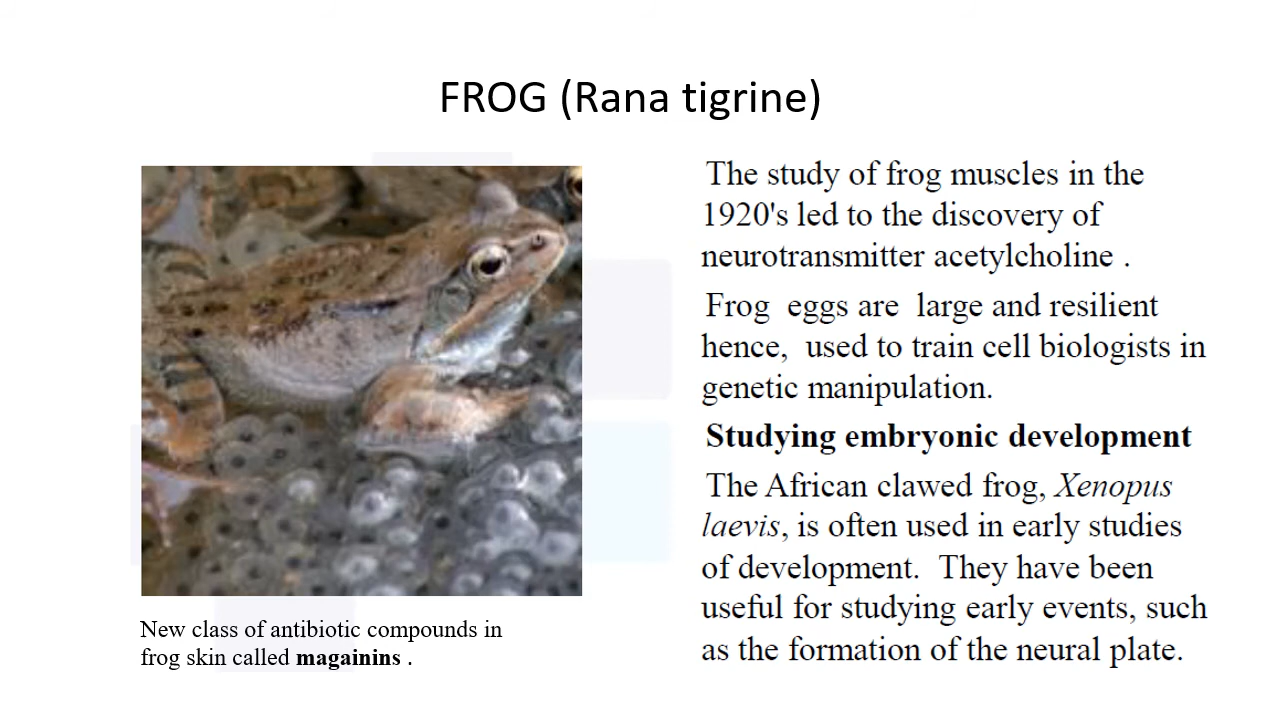 FROG (Rana tigrine)
The study of frog muscles in the
1920's led to the discovery of
neurotransmitter acetylcholine .
Frog eggs are large and resilient
hence, used to train cell biologists in
genetic manipulation.
Studying embryonic development
The African clawed frog, Xenopus
laevis, is often used in early studies
of development. They have been
useful for studying early events, such
as the formation of the neural plate.
New class of antibiotic compounds in
frog skin called magainins .